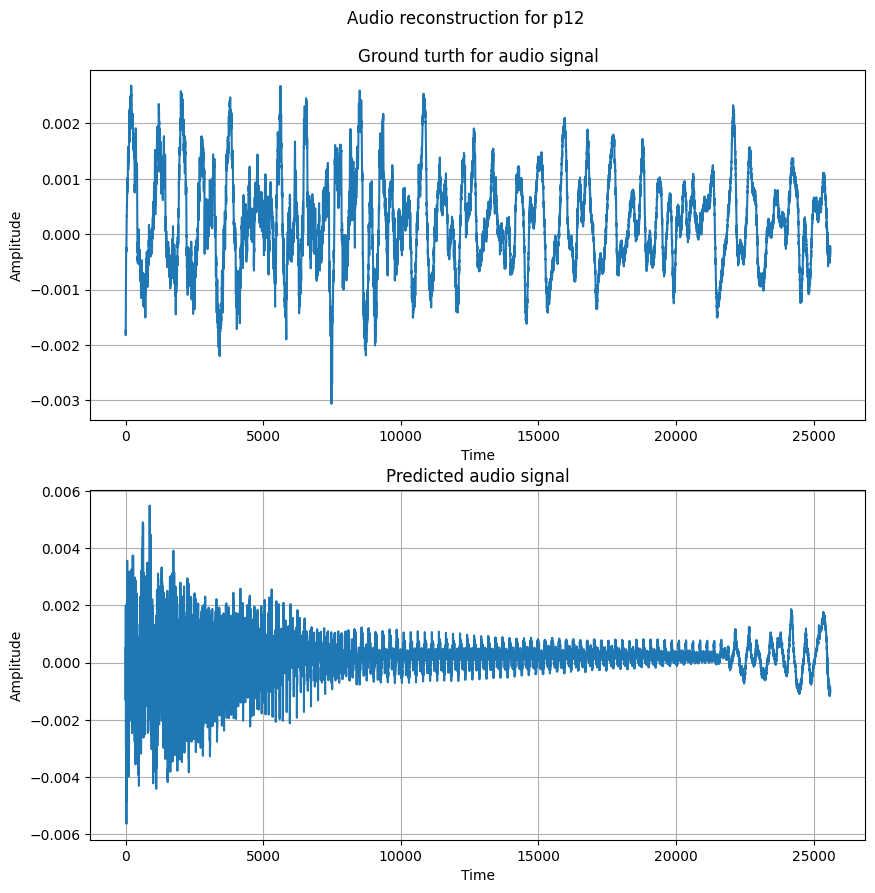 Audio reconstruction for p12
Ground turth for audio signal
0.002
0.001
0.000
−0.001
−0.002
−0.003
Amplitude
0 5000 10000 15000 20000 25000
Time
Predicted audio signal
0.006
0.004
0.002
0.000
−0.002
−0.004
−0.006
Amplitude
0 5000 10000 15000 20000 25000
Time